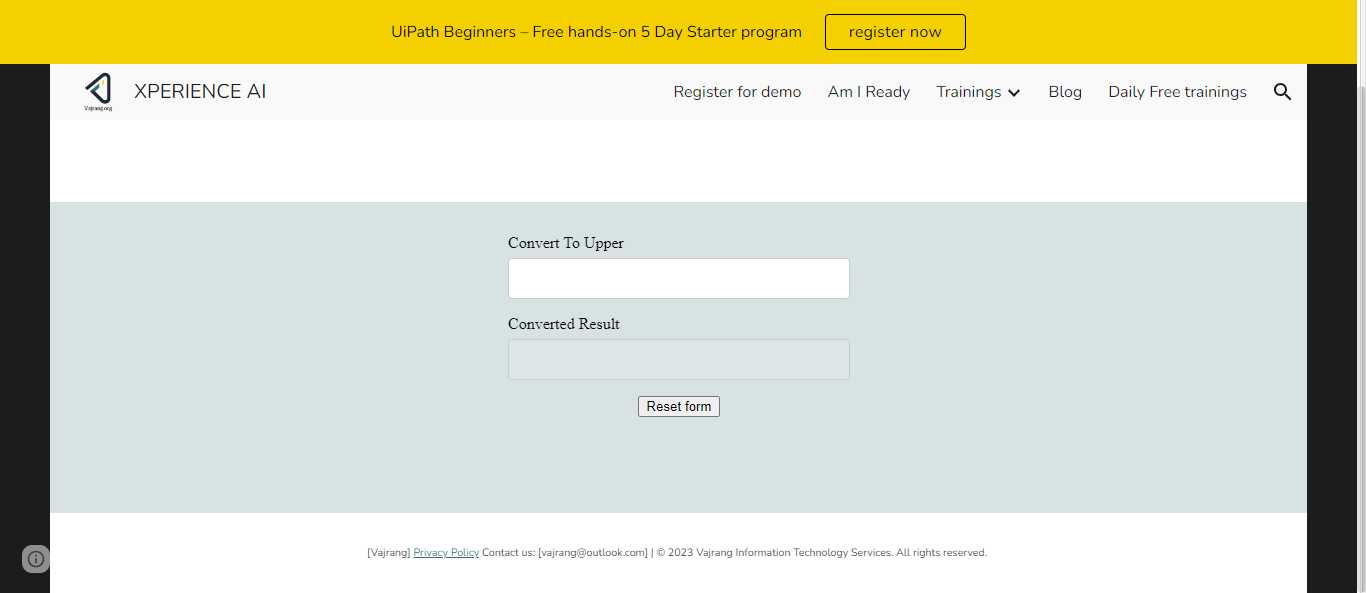 UiPath Beginners – Free hands-on 5 Day Starter program
register now
Vajrang.org
XPERIENCE AI
Register for demo
Am I Ready
Trainings
Blog
Daily Free trainings
Convert To Upper
Converted Result
Reset form
[Vajrang] Privacy Policy Contact us: [vajrang@outlook.com] | © 2023 Vajrang Information Technology Services. All rights reserved.